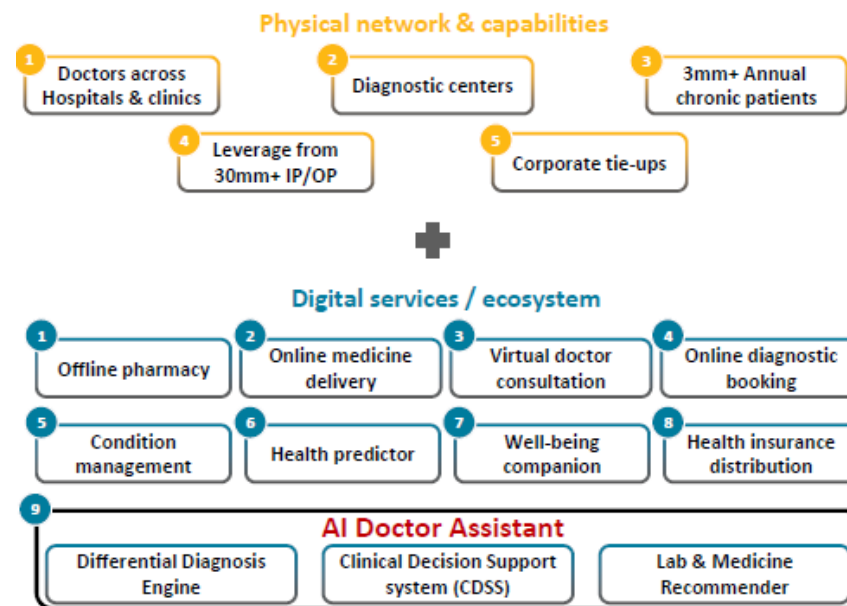 Physical network & capabilities
1
Doctors across
Hospitals & clinics
2
Diagnostic centers
3
3mm+ Annual
chronic patients
4
Leverage from
30mm+ IP/OP
5
Corporate tie-ups
Digital services / ecosystem
1
Offline pharmacy
2
Online medicine
delivery
3
Virtual doctor
consultation
4
Online diagnostic
booking
5
Condition
management
6
Health predictor
7
Well-being
companion
8
Health insurance
distribution
9
AI Doctor Assistant
Differential Diagnosis
Engine
Clinical Decision Support
system (CDSS)
Lab & Medicine
Recommender